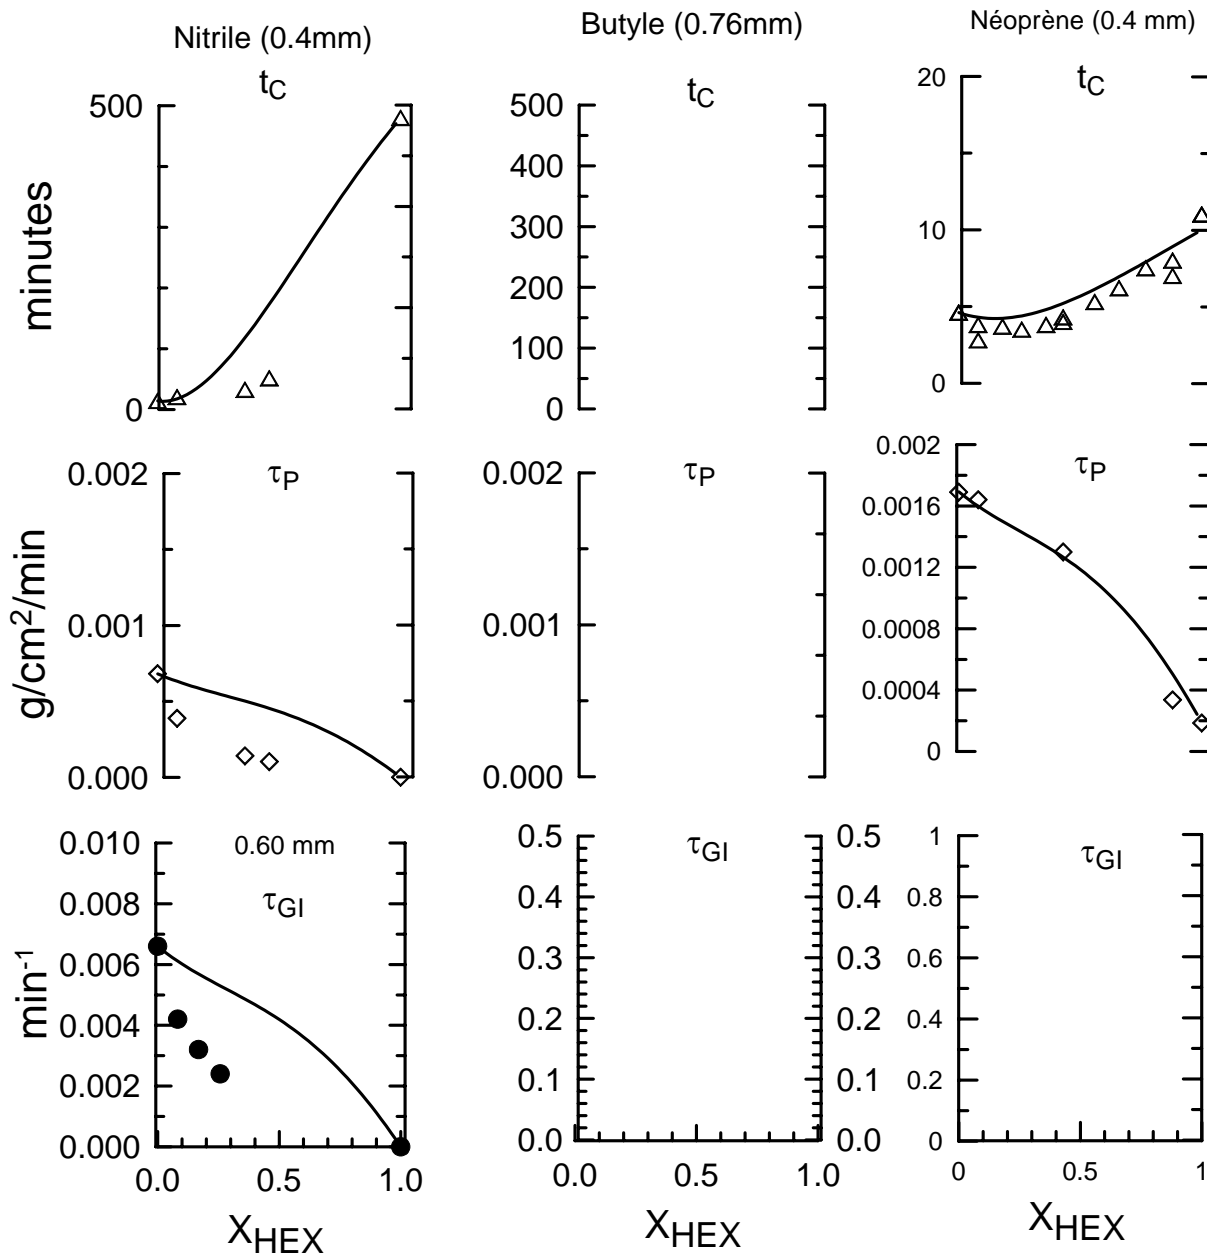 Nitrile (0.4mm)
Butyle (0.76mm)
Néoprène (0.4 mm)
t_C
t_C
t_C
minutes
500
0
500
450
400
350
300
250
200
150
100
50
0
20
10
0
τ_P
τ_P
τ_P
g/cm²/min
0.002
0.001
0.000
0.002
0.001
0.000
0.002
0.0016
0.0012
0.0008
0.0004
0
0.60 mm
τ_GI
τ_GI
τ_GI
min⁻¹
0.010
0.008
0.006
0.004
0.002
0.000
0.5
0.4
0.3
0.2
0.1
0.0
0.5
0.4
0.3
0.2
0.1
0.0
1
0.8
0.6
0.4
0.2
0
0.0 0.5 1.0
0.0 0.5 1.0
0 0.5 1
X_HEX
X_HEX
X_HEX